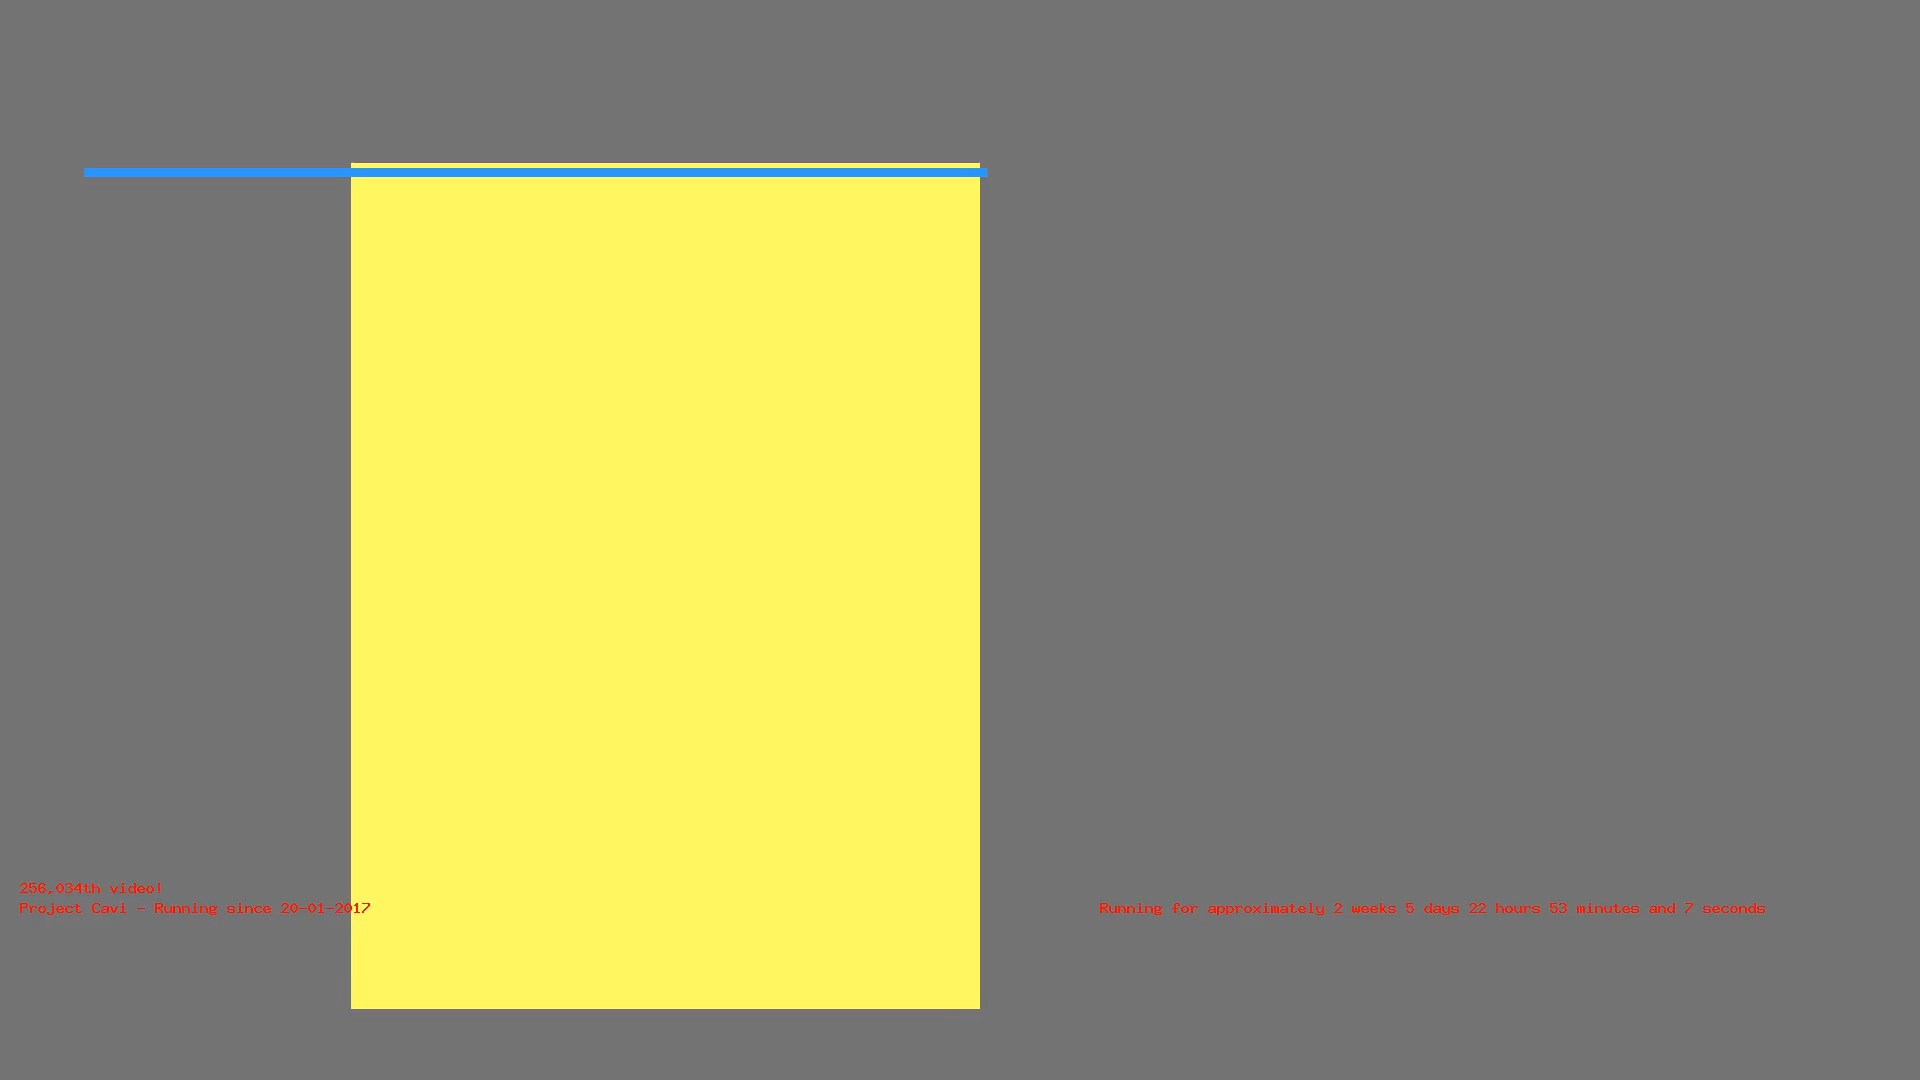 256,034th video!
Project Cavi - Running since 20-01-2017
Running for approximately 2 weeks 5 days 22 hours 53 minutes and 7 seconds